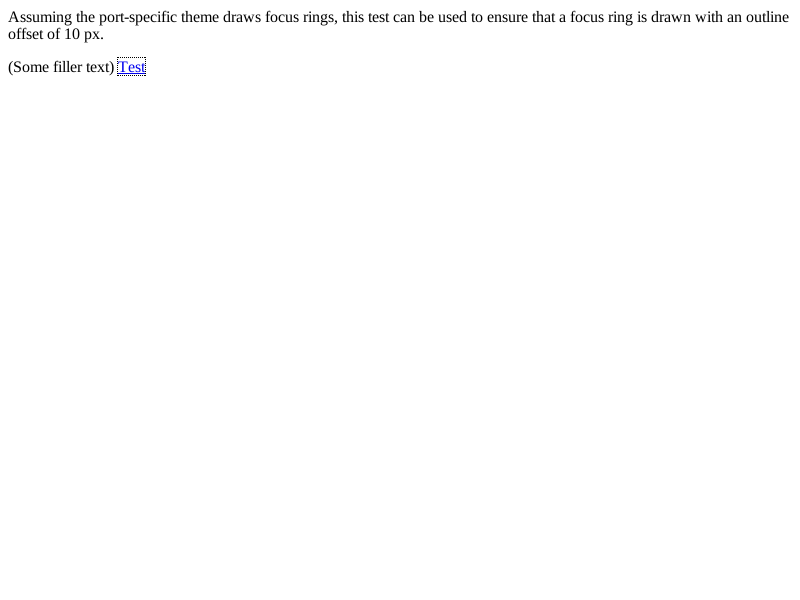 Assuming the port-specific theme draws focus rings, this test can be used to ensure that a focus ring is drawn with an outline
offset of 10 px.
(Some filler text) Test